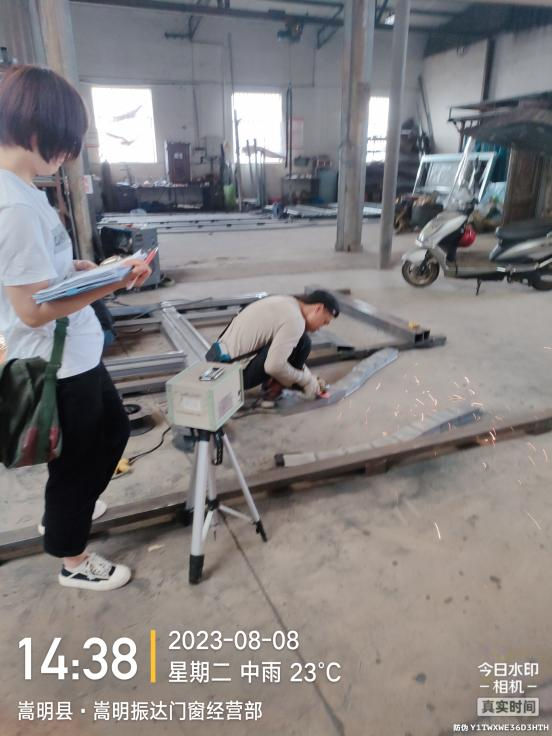 14:38
2023-08-08
星期二 中雨 23°C
嵩明县·嵩明振达门窗经营部
今日水印
-相机-
真实时间
防伪 Y1TWXWE36D3HTH